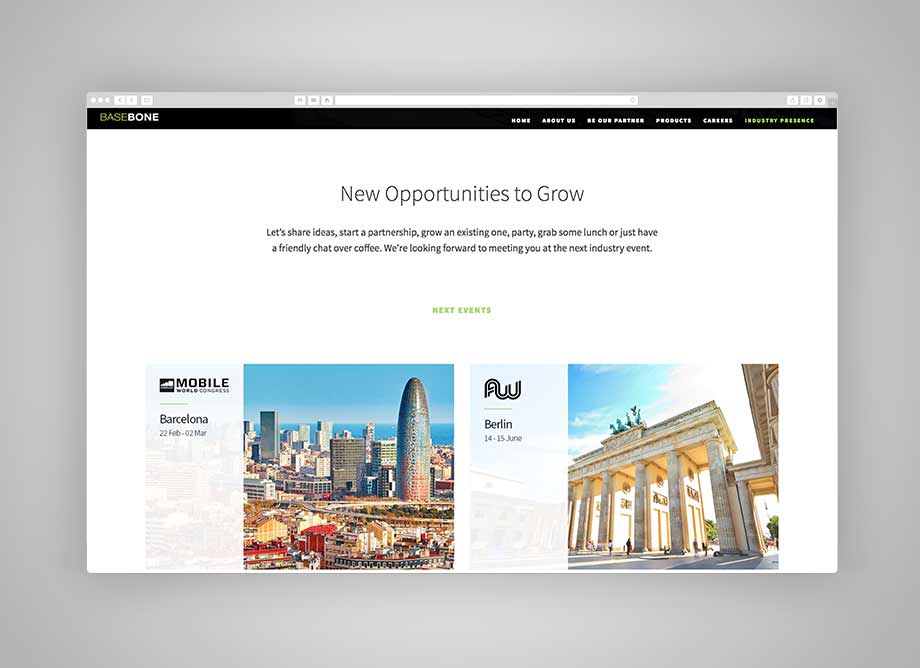 BASEBONE
HOME ABOUT US BE OUR PARTNER PRODUCTS CAREERS INDUSTRY PRESENCE
New Opportunities to Grow
Let's share ideas, start a partnership, grow an existing one, party, grab some lunch or just have
a friendly chat over coffee. We're looking forward to meeting you at the next industry event.
NEXT EVENTS
MOBILE
WORLD CONGRESS
Barcelona
22 Feb - 02 Mar
AW
Berlin
14 - 15 June